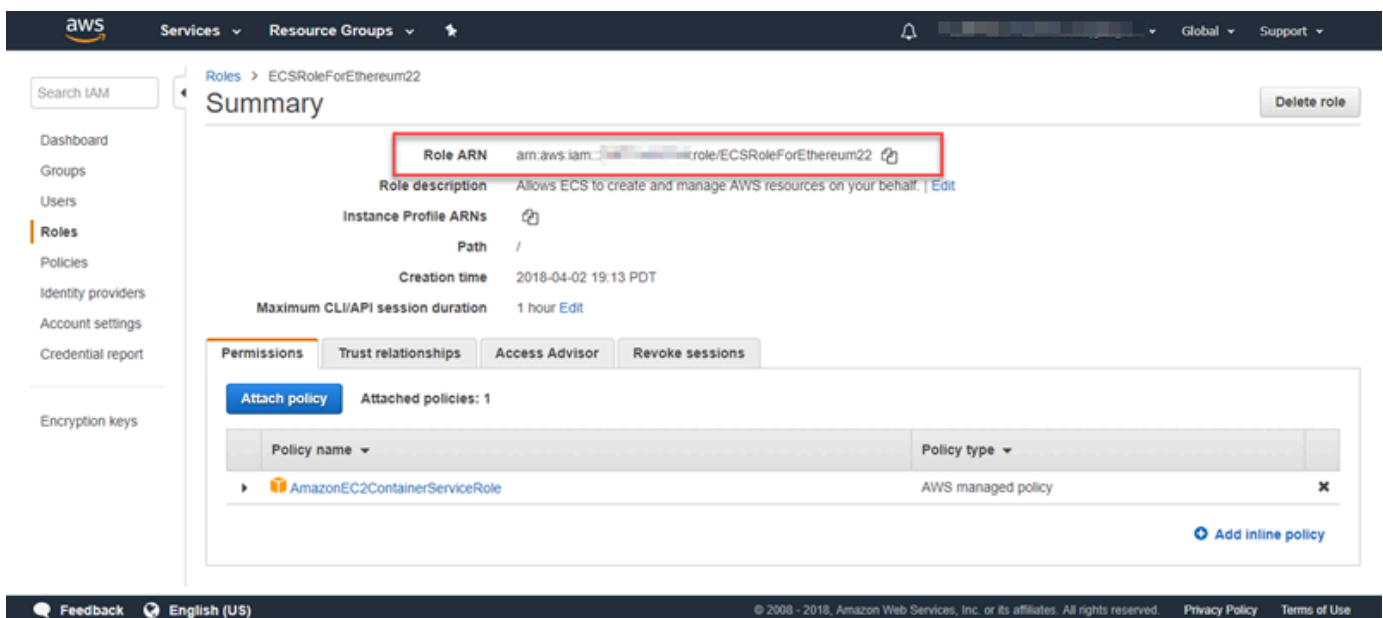 aws Services Resource Groups Global Support
Roles > ECSRoleForEthereum22
Search IAM
Summary
Delete role
Dashboard
Role ARN arn:aws:iam:: :role/ECSRoleForEthereum22
Groups
Role description Allows ECS to create and manage AWS resources on your behalf. | Edit
Users
Instance Profile ARNs
Roles
Path /
Policies
Creation time 2018-04-02 19:13 PDT
Identity providers
Maximum CLI/API session duration 1 hour Edit
Account settings
Credential report
Permissions Trust relationships Access Advisor Revoke sessions
Attach policy Attached policies: 1
Encryption keys
Policy name Policy type
AmazonEC2ContainerServiceRole AWS managed policy
Add inline policy
Feedback English (US) © 2008 - 2018, Amazon Web Services, Inc. or its affiliates. All rights reserved. Privacy Policy Terms of Use